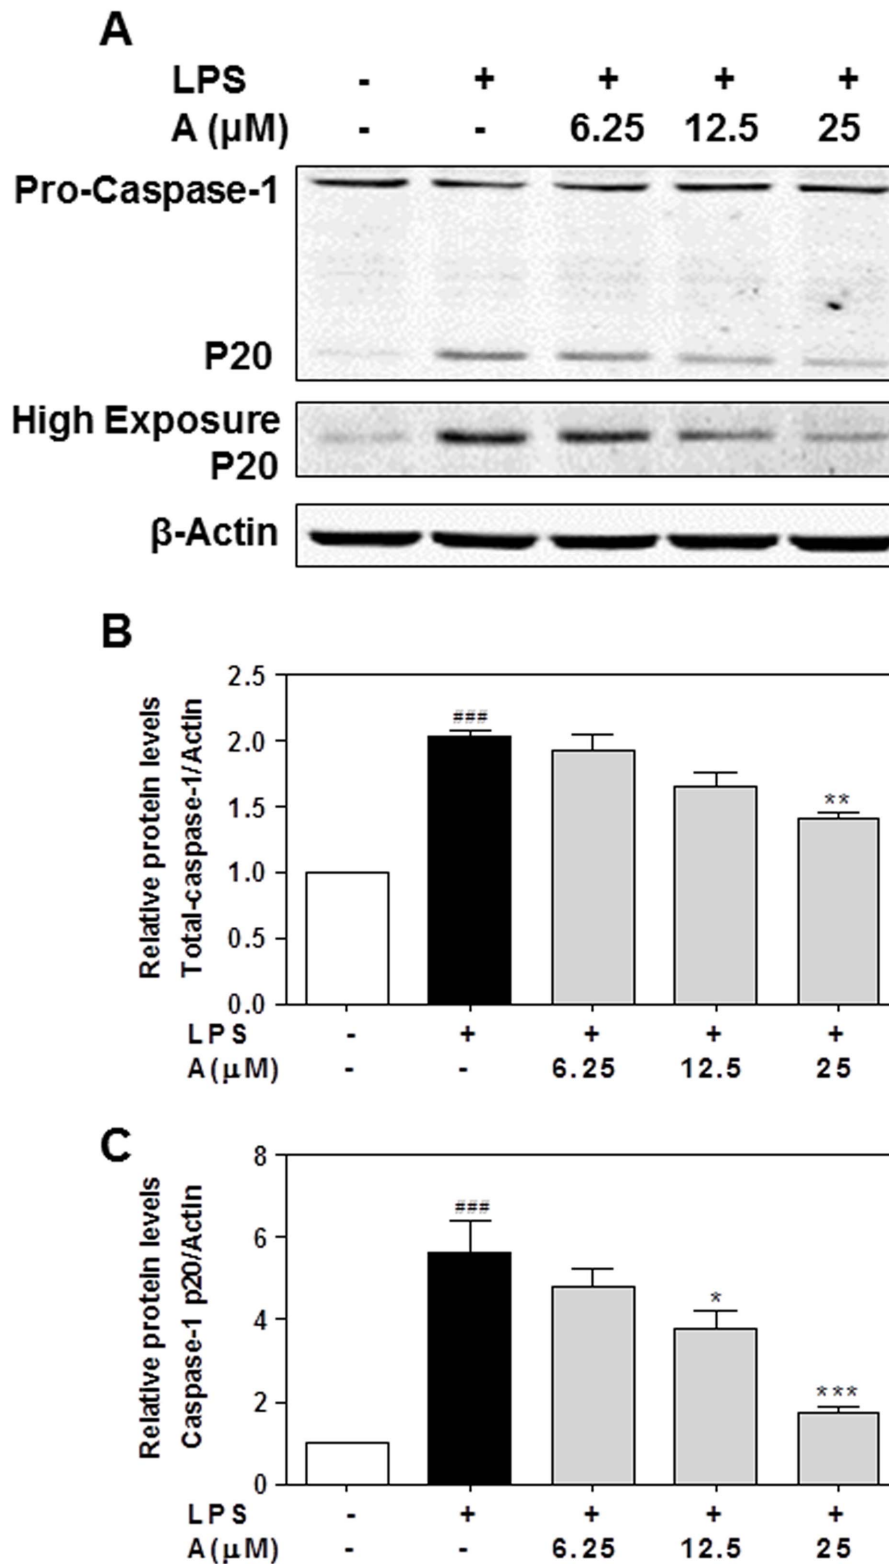 A
LPS - + + + +
A (μM) - - 6.25 12.5 25
Pro-Caspase-1
P20
High Exposure
P20
β-Actin
B
Relative protein levels
Total-caspase-1/Actin
2.5
2.0
1.5
1.0
0.5
0.0
###
**
LPS - + + + +
A(μM) - - 6.25 12.5 25
C
Relative protein levels
Caspase-1 p20/Actin
8
6
4
2
0
###
*
***
LPS - + + + +
A(μM) - - 6.25 12.5 25